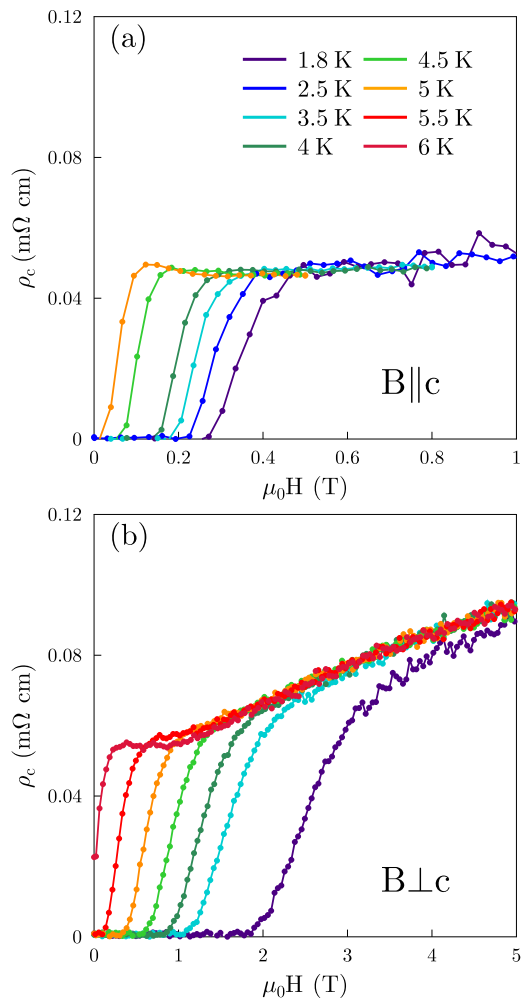 (a)
0.12
0.08
0.04
0
ρc (mΩ cm)
1.8 K
2.5 K
3.5 K
4 K
4.5 K
5 K
5.5 K
6 K
B∥c
0 0.2 0.4 0.6 0.8 1
μ0H (T)
(b)
0.12
0.08
0.04
0
ρc (mΩ cm)
B⊥c
0 1 2 3 4 5
μ0H (T)